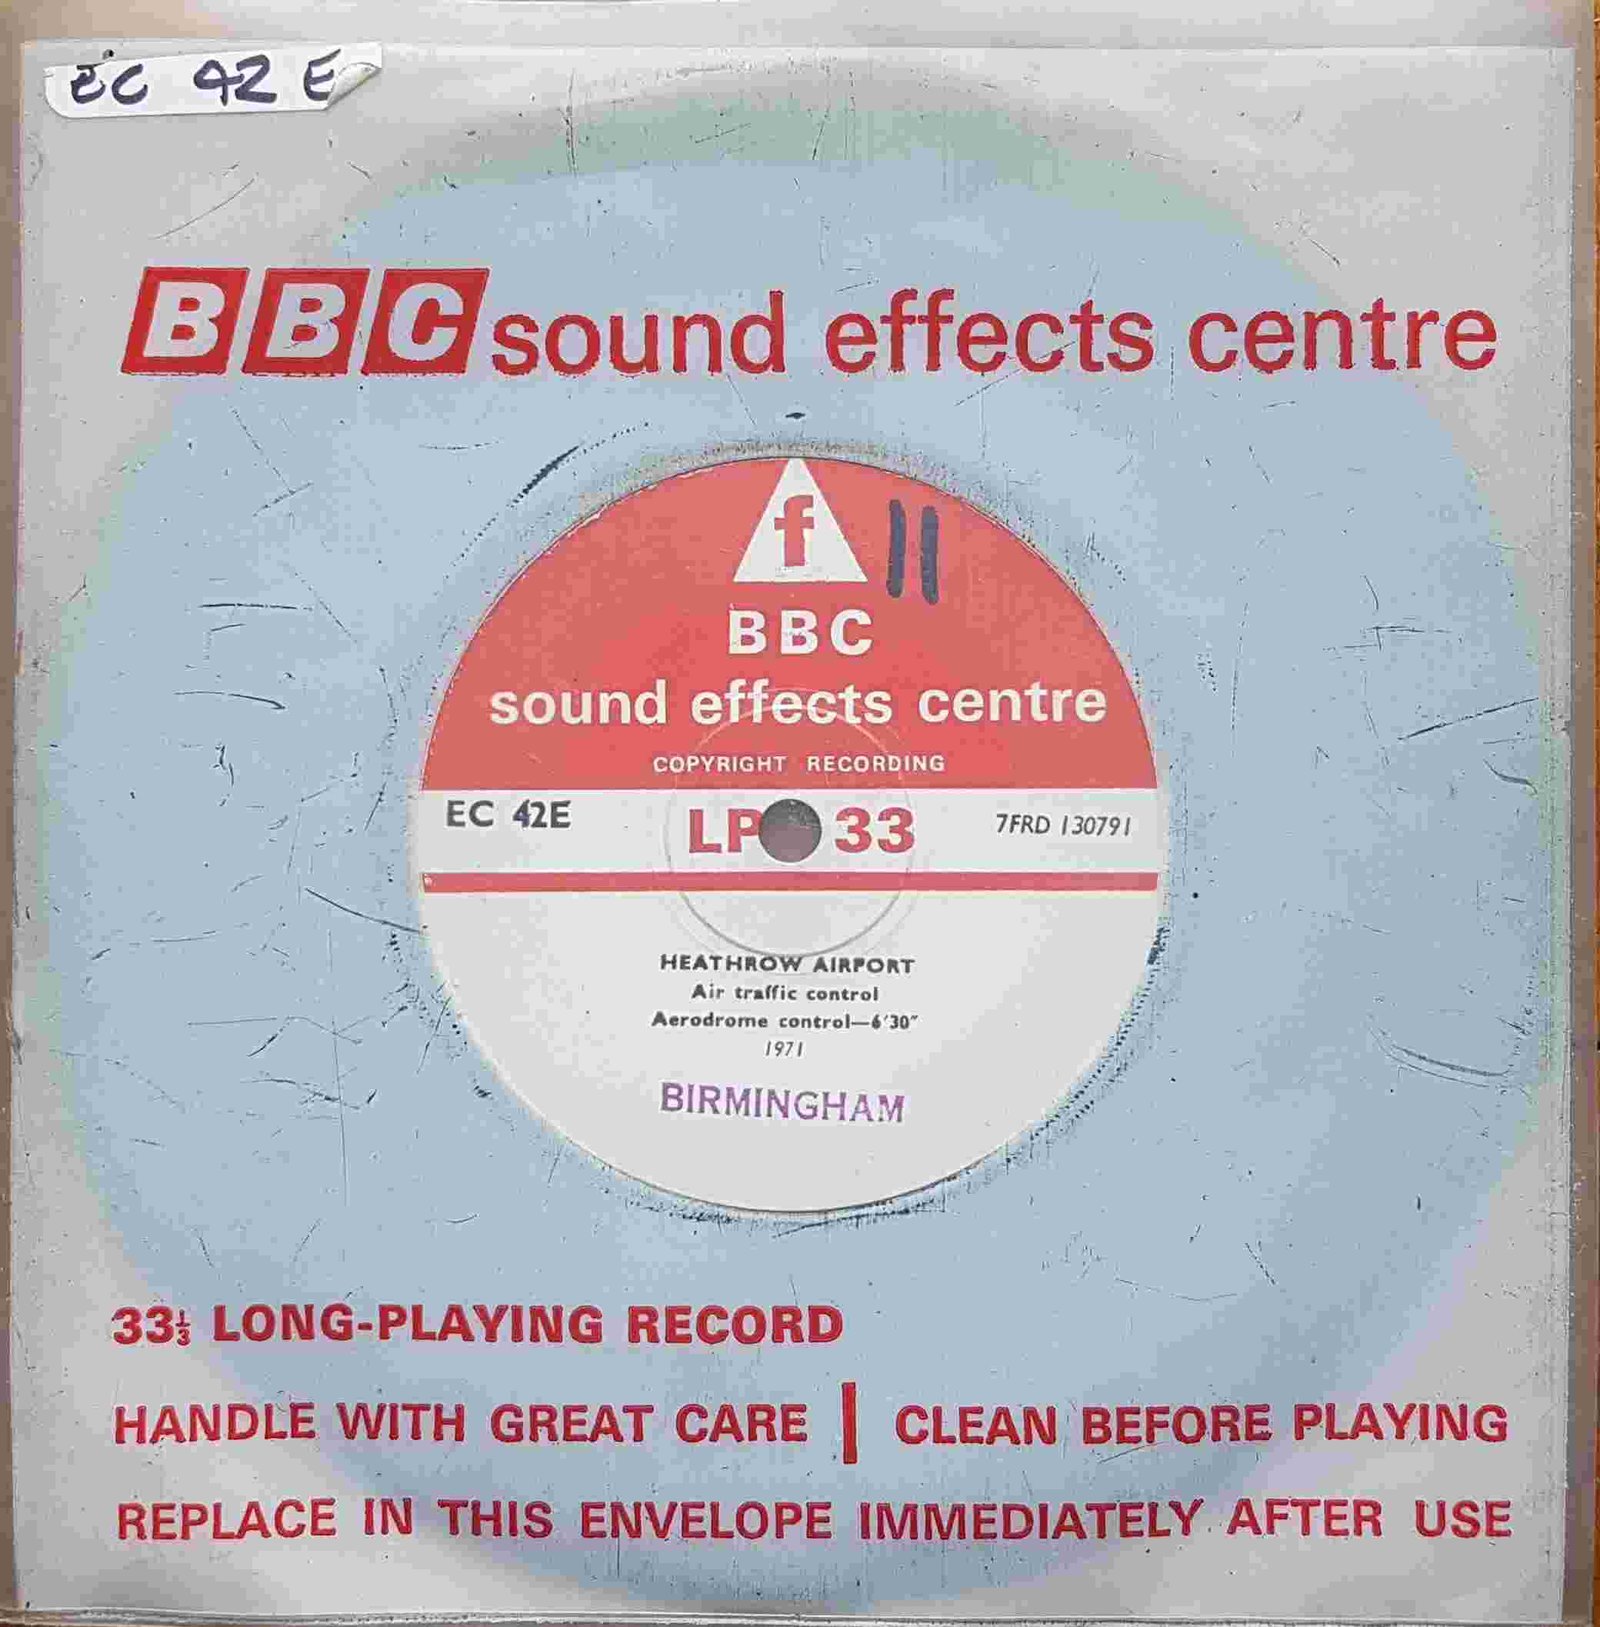 EC 42 E
BBC sound effects centre
f 11
BBC
sound effects centre
COPYRIGHT RECORDING
EC 42E LP 33 7FRD 130791
HEATHROW AIRPORT
Air traffic control
Aerodrome control—6'30"
1971
BIRMINGHAM
33⅓ LONG-PLAYING RECORD
HANDLE WITH GREAT CARE | CLEAN BEFORE PLAYING
REPLACE IN THIS ENVELOPE IMMEDIATELY AFTER USE